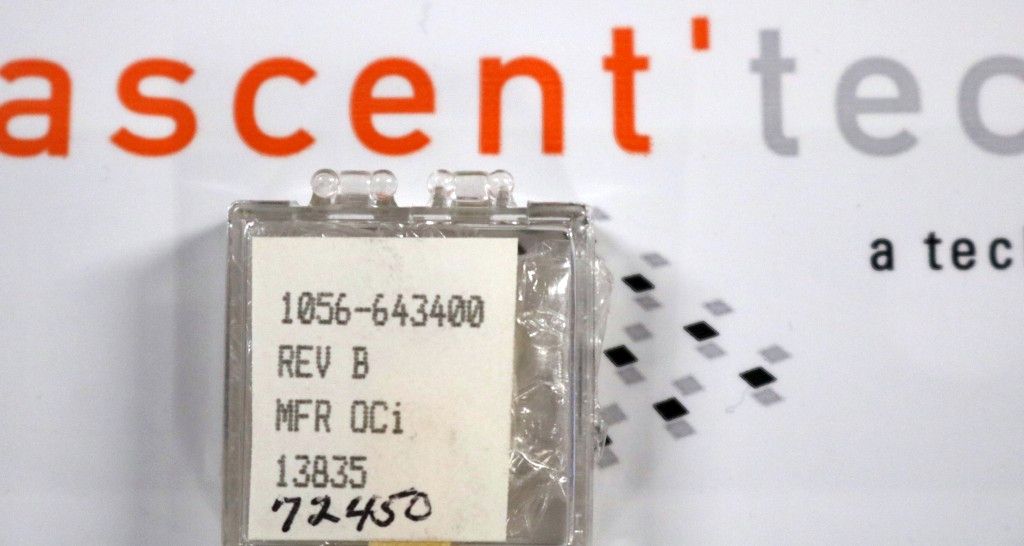 ascent'tec
a tec
1056-643400
REV B
MFR OCi
13835
72450